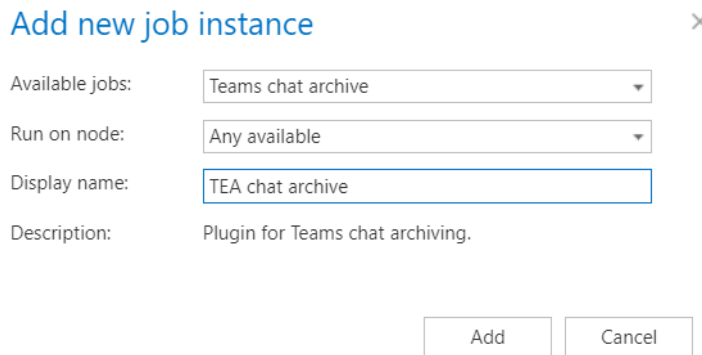 Add new job instance
Available jobs: Teams chat archive
Run on node: Any available
Display name: TEA chat archive
Description: Plugin for Teams chat archiving.
Add Cancel